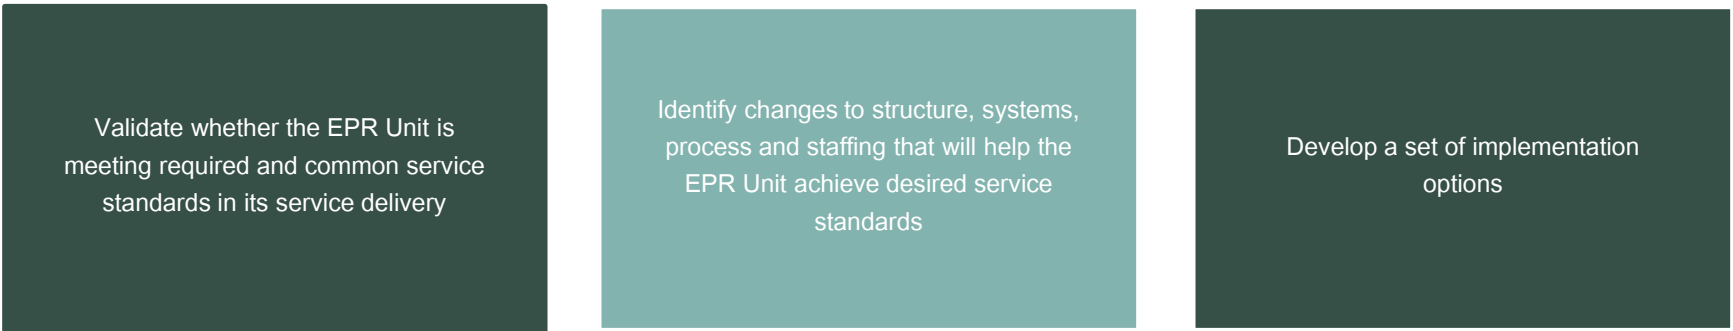 Validate whether the EPR Unit is
meeting required and common service
standards in its service delivery
Identify changes to structure, systems,
process and staffing that will help the
EPR Unit achieve desired service
standards
Develop a set of implementation
options